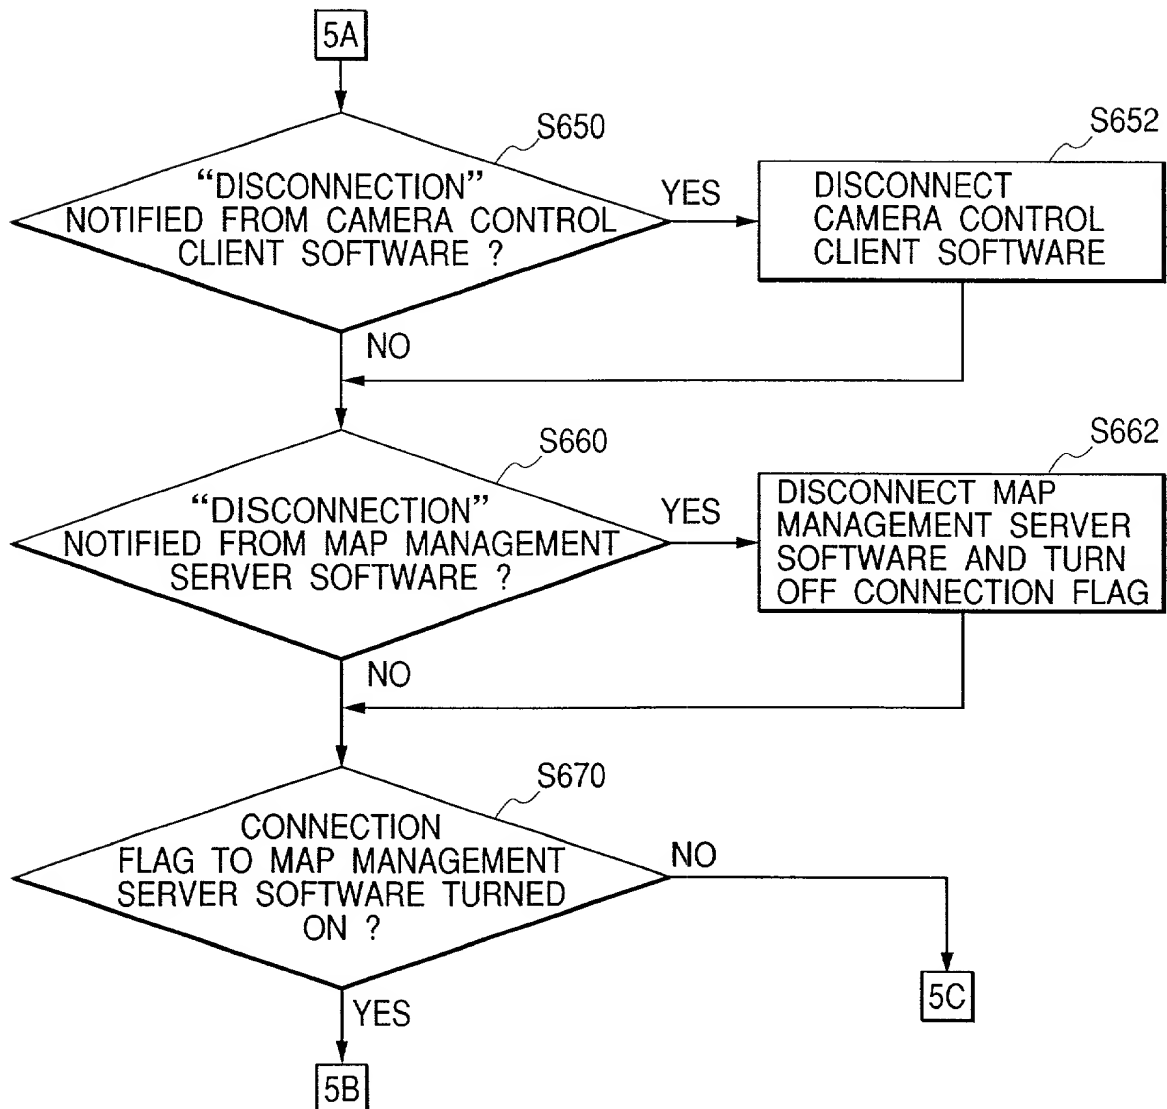 5A
S650
"DISCONNECTION"
NOTIFIED FROM CAMERA CONTROL
CLIENT SOFTWARE ?
YES
S652
DISCONNECT
CAMERA CONTROL
CLIENT SOFTWARE
NO
S660
"DISCONNECTION"
NOTIFIED FROM MAP MANAGEMENT
SERVER SOFTWARE ?
YES
S662
DISCONNECT MAP
MANAGEMENT SERVER
SOFTWARE AND TURN
OFF CONNECTION FLAG
NO
S670
CONNECTION
FLAG TO MAP MANAGEMENT
SERVER SOFTWARE TURNED
ON ?
NO
5C
YES
5B